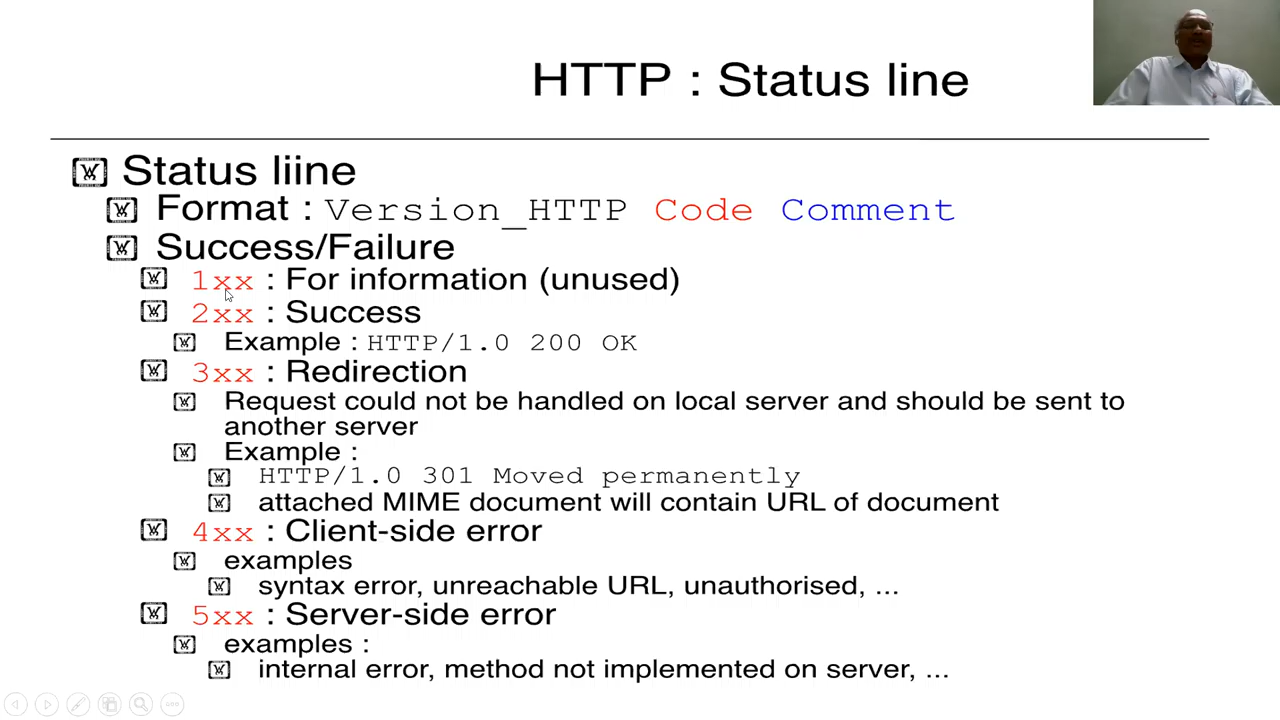 HTTP : Status line
Status liine
Format : Version_HTTP Code Comment
Success/Failure
1xx : For information (unused)
2xx : Success
Example : HTTP/1.0 200 OK
3xx : Redirection
Request could not be handled on local server and should be sent to
another server
Example :
HTTP/1.0 301 Moved permanently
attached MIME document will contain URL of document
4xx : Client-side error
examples
syntax error, unreachable URL, unauthorised, ...
5xx : Server-side error
examples :
internal error, method not implemented on server, ...